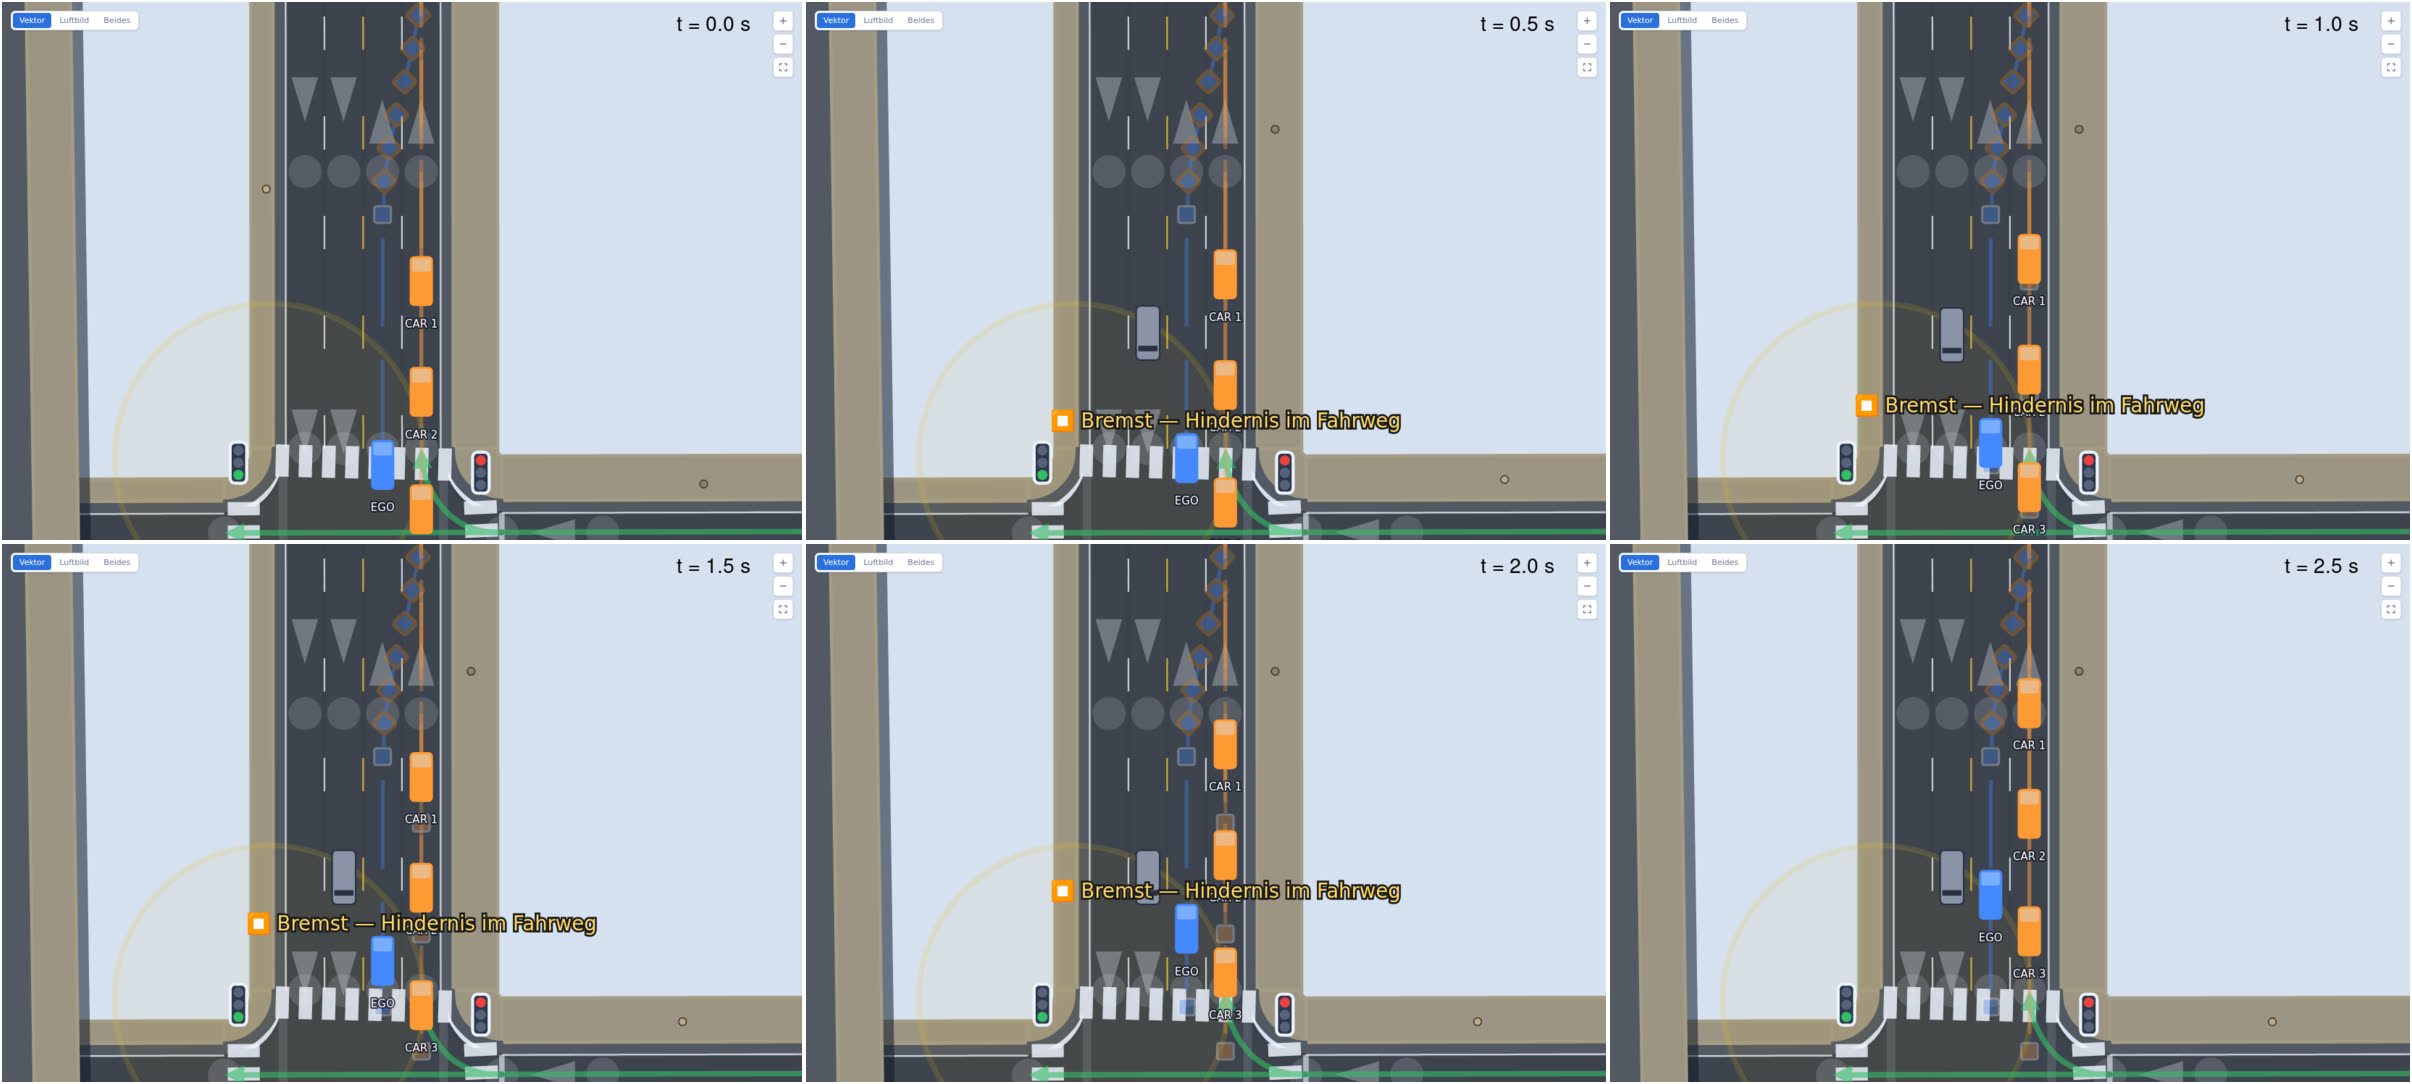 Vektor Luftbild Beides
t = 0.0 s
+
−
CAR 1
CAR 2
EGO
Vektor Luftbild Beides
t = 0.5 s
+
−
CAR 1
Bremst — Hindernis im Fahrweg
EGO
Vektor Luftbild Beides
t = 1.0 s
+
−
CAR 1
Bremst — Hindernis im Fahrweg
EGO
CAR 3
Vektor Luftbild Beides
t = 1.5 s
+
−
CAR 1
Bremst — Hindernis im Fahrweg
EGO
CAR 3
Vektor Luftbild Beides
t = 2.0 s
+
−
CAR 1
Bremst — Hindernis im Fahrweg
EGO
CAR 3
Vektor Luftbild Beides
t = 2.5 s
+
−
CAR 1
CAR 2
EGO
CAR 3